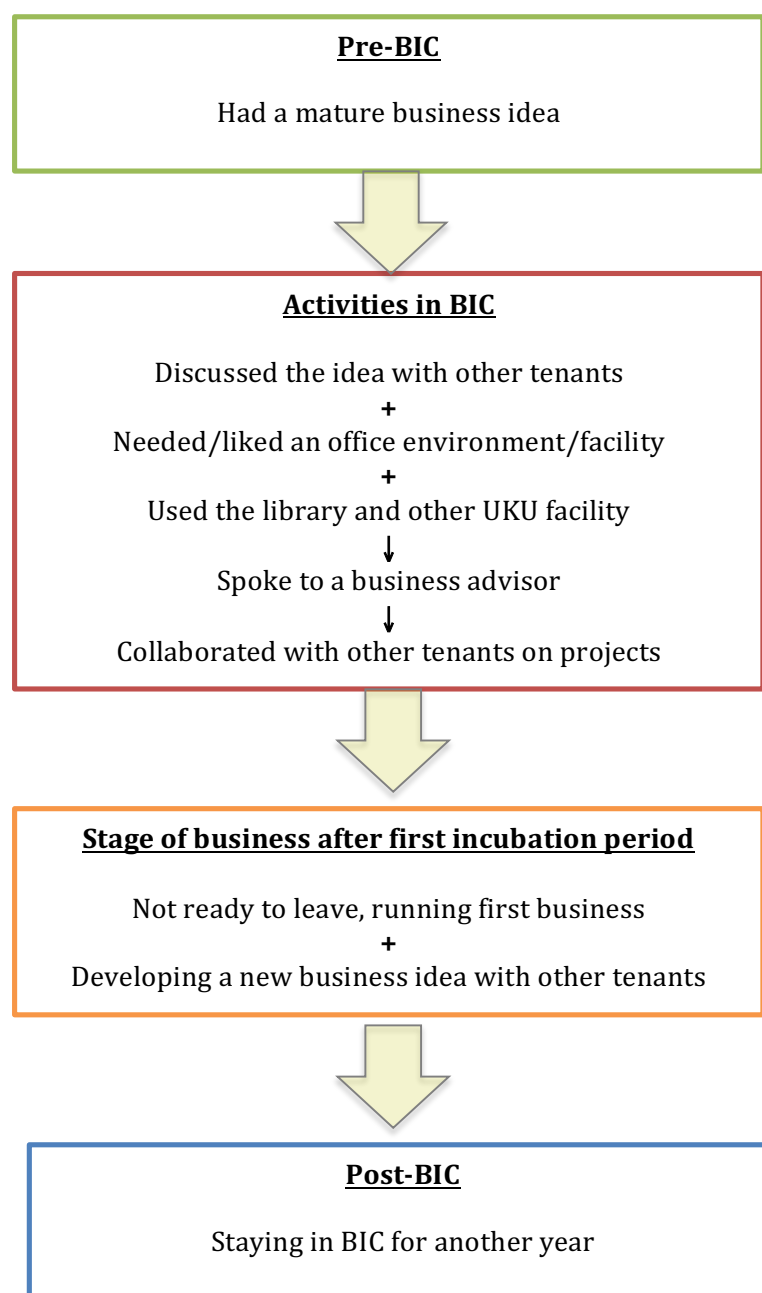 Pre-BIC
Had a mature business idea
Activities in BIC
Discussed the idea with other tenants
+
Needed/liked an office environment/facility
+
Used the library and other UKU facility
↓
Spoke to a business advisor
↓
Collaborated with other tenants on projects
Stage of business after first incubation period
Not ready to leave, running first business
+
Developing a new business idea with other tenants
Post-BIC
Staying in BIC for another year